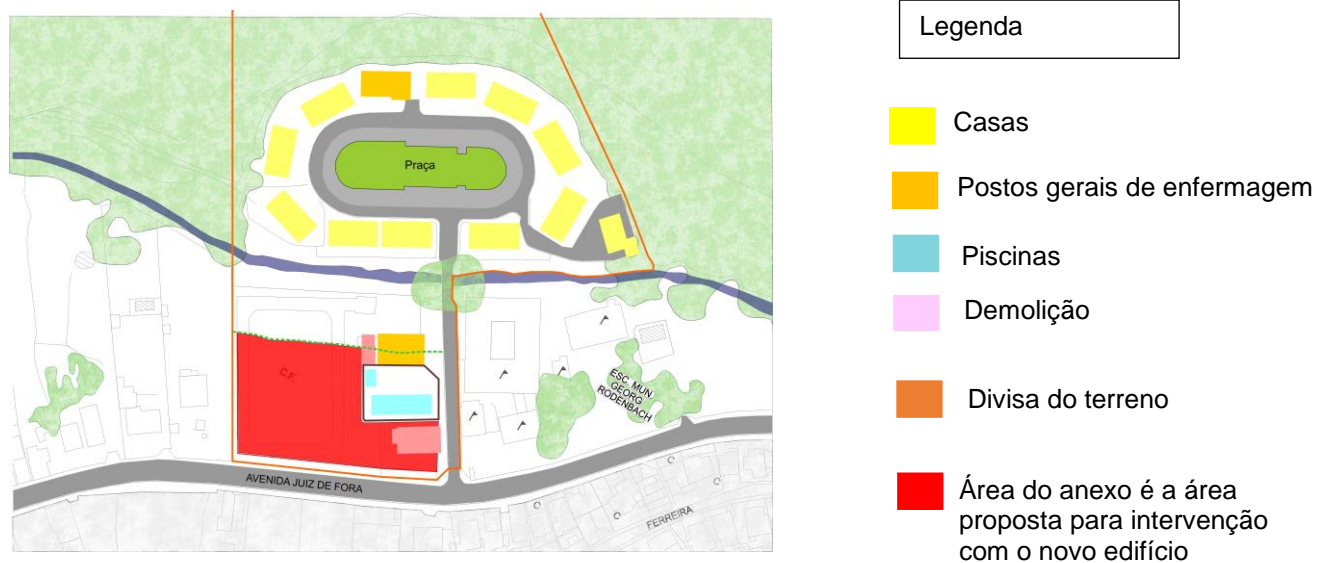 Praça
C.F.
ESC. MUN.
GEORG
RODENBACH
AVENIDA JUIZ DE FORA
FERREIRA
Legenda
Casas
Postos gerais de enfermagem
Piscinas
Demolição
Divisa do terreno
Área do anexo é a área
proposta para intervenção
com o novo edifício